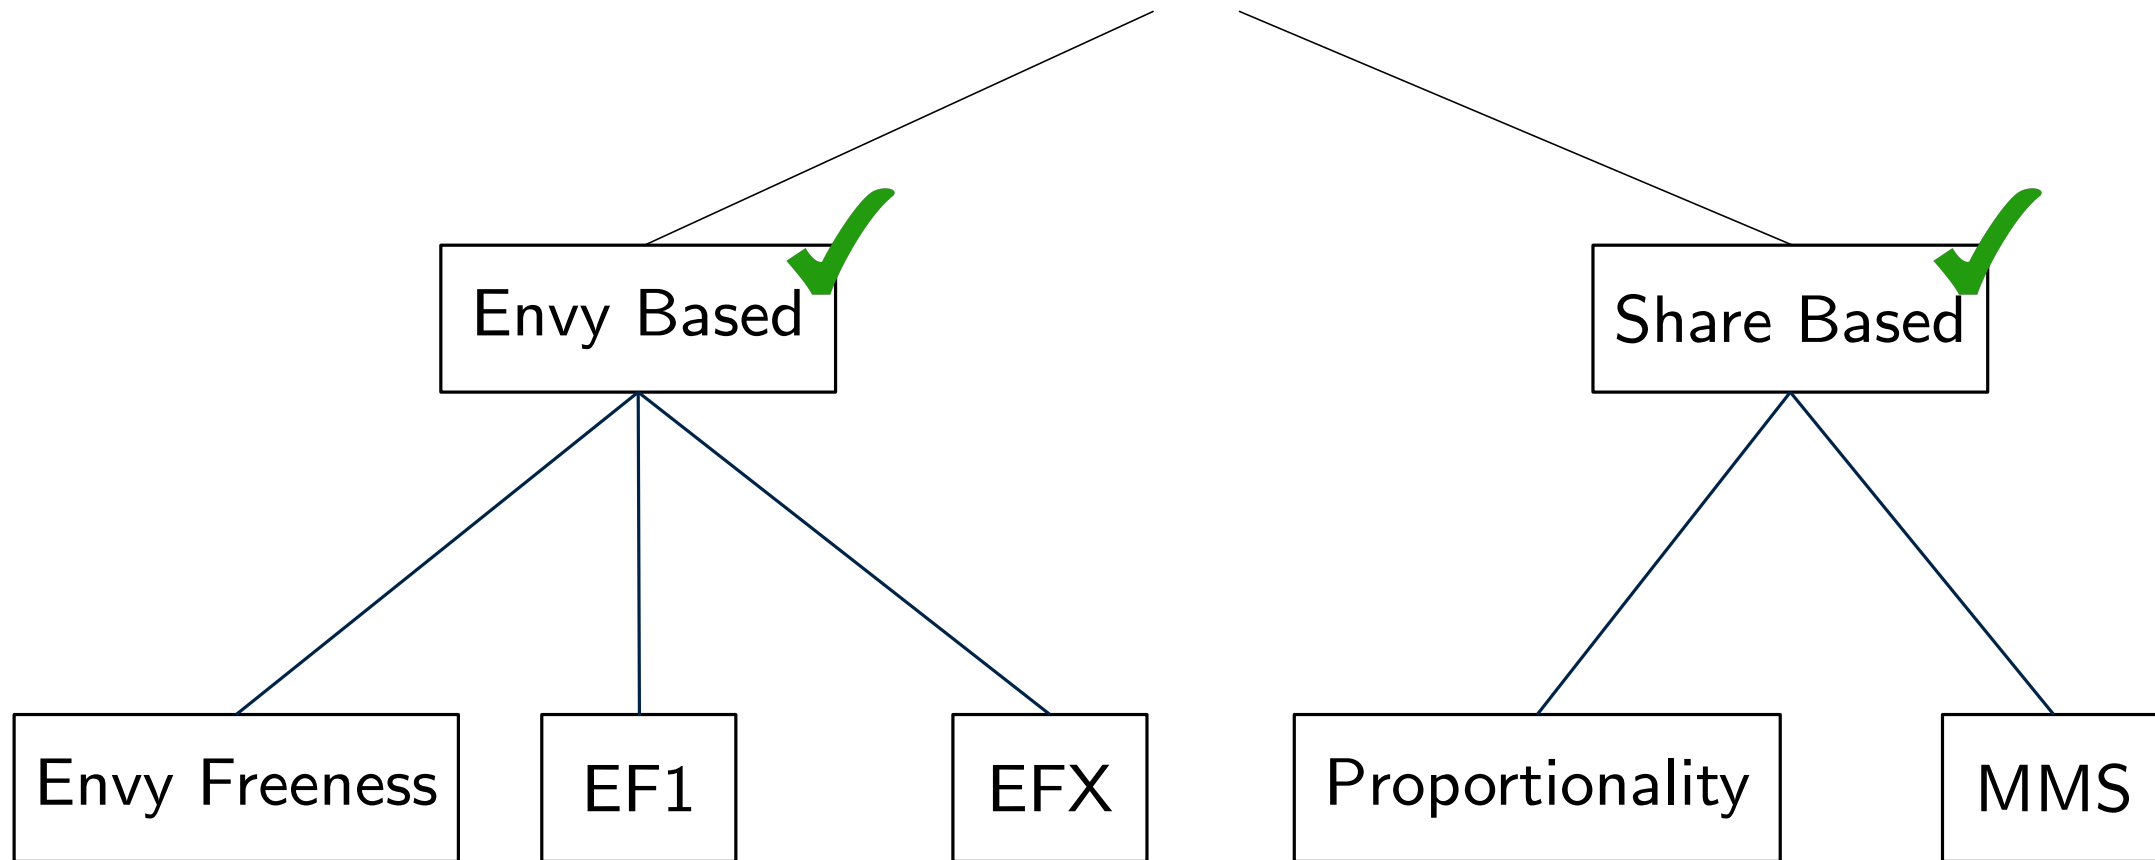 Envy Based
Share Based
Envy Freeness
EF1
EFX
Proportionality
MMS